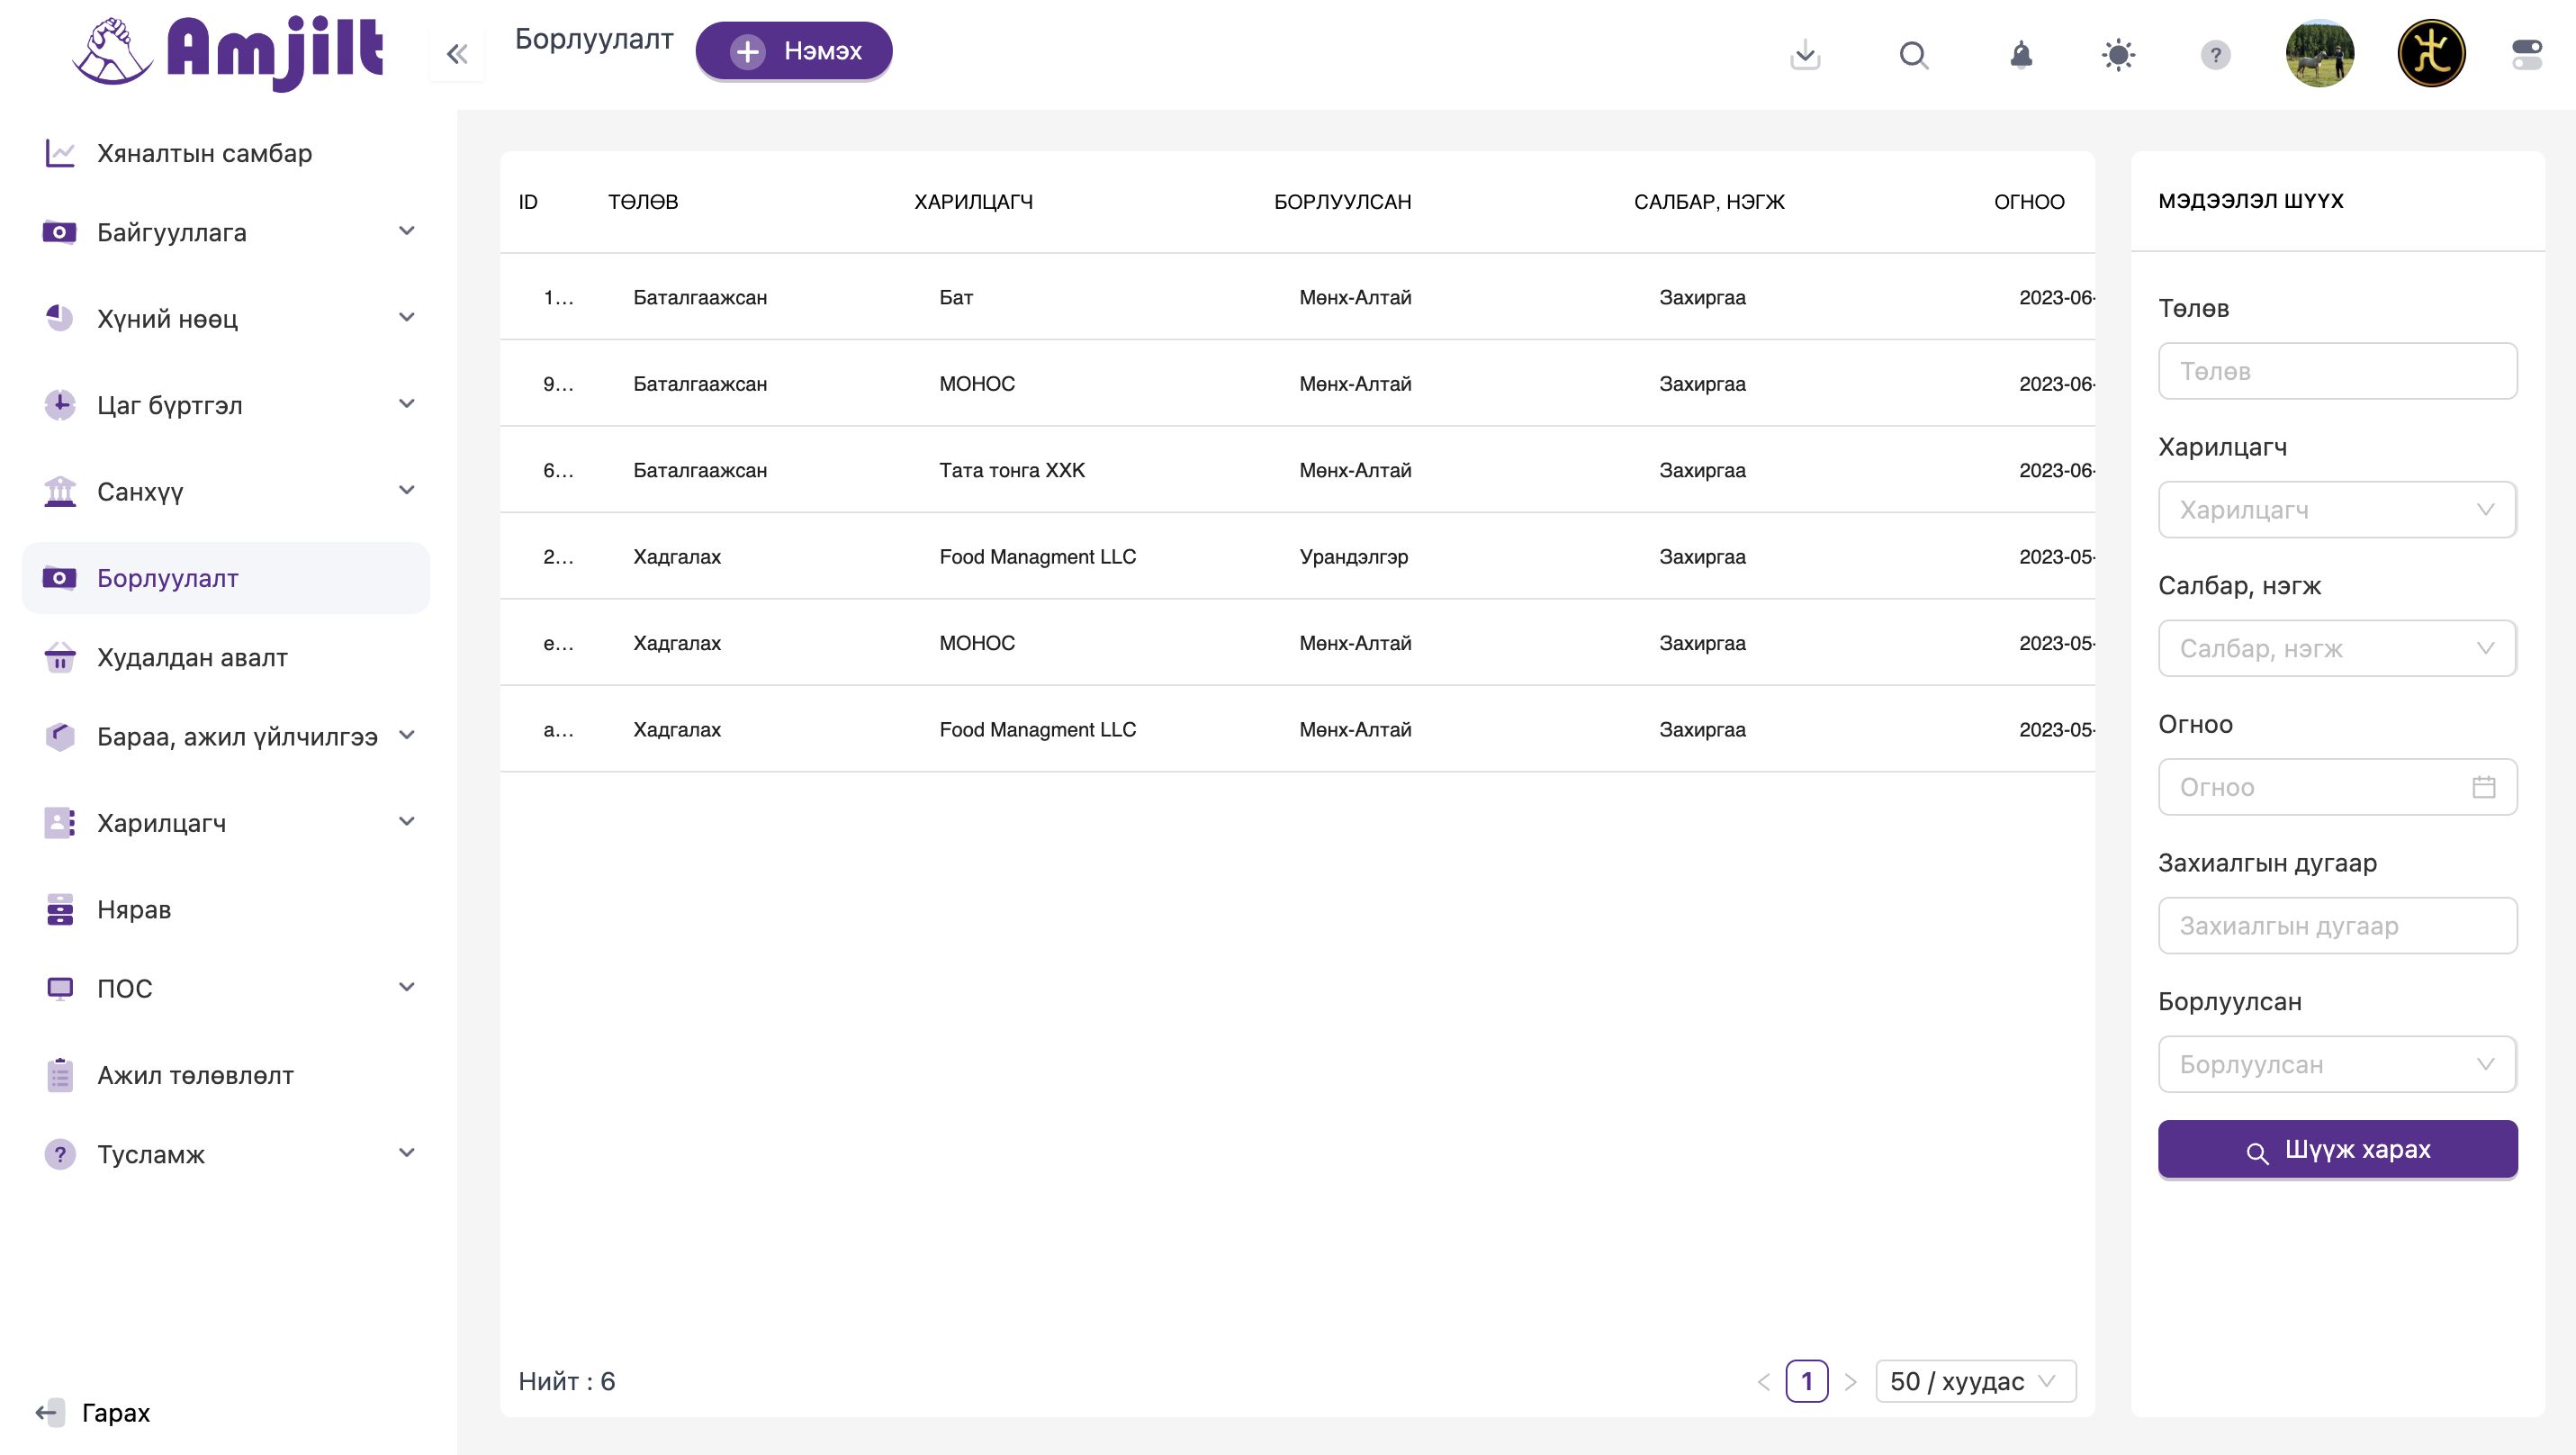 Amjilt
Борлуулалт
Нэмэх
Хяналтын самбар
Байгууллага
Хүний нөөц
Цаг бүртгэл
Санхүү
Борлуулалт
Худалдан авалт
Бараа, ажил үйлчилгээ
Харилцагч
Нярав
ПОС
Ажил төлөвлөлт
Тусламж
Гарах
ID ТӨЛӨВ ХАРИЛЦАГЧ БОРЛУУЛСАН САЛБАР, НЭГЖ ОГНОО
1... Баталгаажсан Бат Мөнх-Алтай Захиргаа 2023-06-
9... Баталгаажсан МОНОС Мөнх-Алтай Захиргаа 2023-06-
6... Баталгаажсан Тата тонга ХХК Мөнх-Алтай Захиргаа 2023-06-
2... Хадгалах Food Managment LLC Урандэлгэр Захиргаа 2023-05-
e... Хадгалах МОНОС Мөнх-Алтай Захиргаа 2023-05-
a... Хадгалах Food Managment LLC Мөнх-Алтай Захиргаа 2023-05-
Нийт : 6
1
50 / хуудас
МЭДЭЭЛЭЛ ШҮҮХ
Төлөв
Төлөв
Харилцагч
Харилцагч
Салбар, нэгж
Салбар, нэгж
Огноо
Огноо
Захиалгын дугаар
Захиалгын дугаар
Борлуулсан
Борлуулсан
Шүүж харах